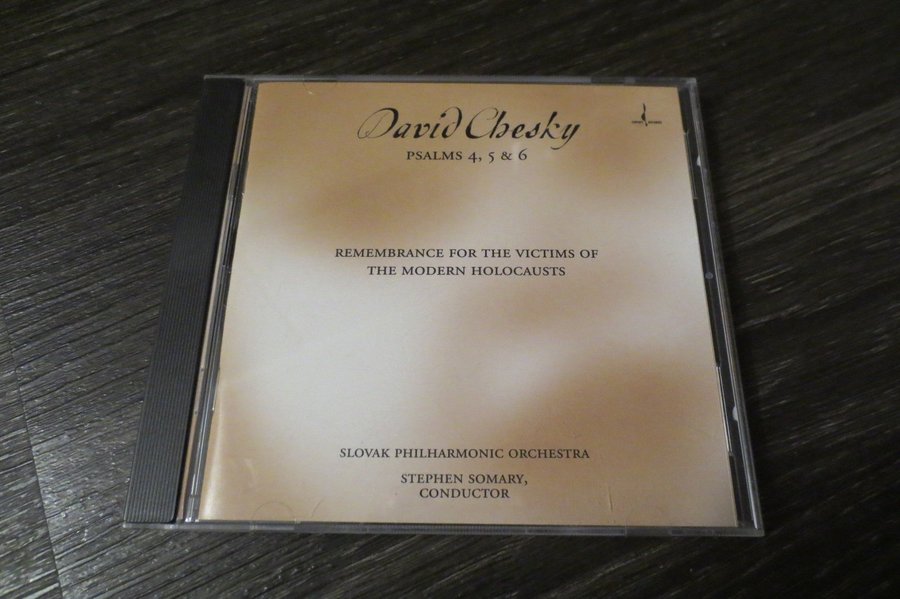 David Chesky
PSALMS 4, 5 & 6
REMEMBRANCE FOR THE VICTIMS OF
THE MODERN HOLOCAUSTS
SLOVAK PHILHARMONIC ORCHESTRA
STEPHEN SOMARY,
CONDUCTOR